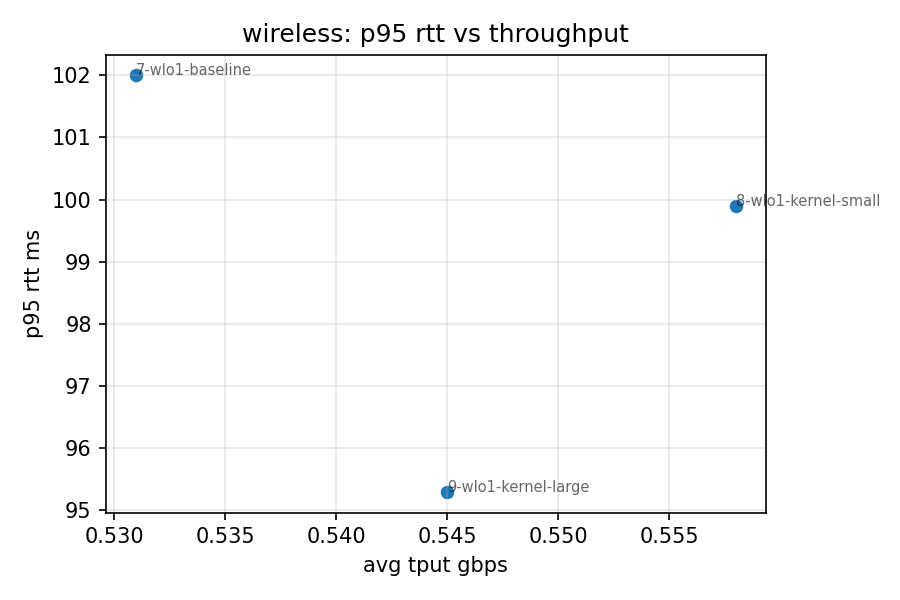 wireless: p95 rtt vs throughput
102
7-wlo1-baseline
101
100
8-wlo1-kernel-small
99
98
97
96
9-wlo1-kernel-large
95
p95 rtt ms
0.530
0.535
0.540
0.545
0.550
0.555
avg tput gbps